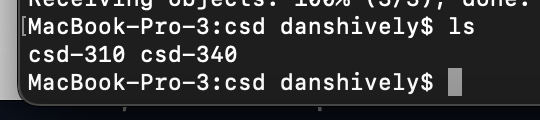 Receiving objects: 100% (3/3), done.
[MacBook-Pro-3:csd danshively$ ls
csd-310 csd-340
MacBook-Pro-3:csd danshively$